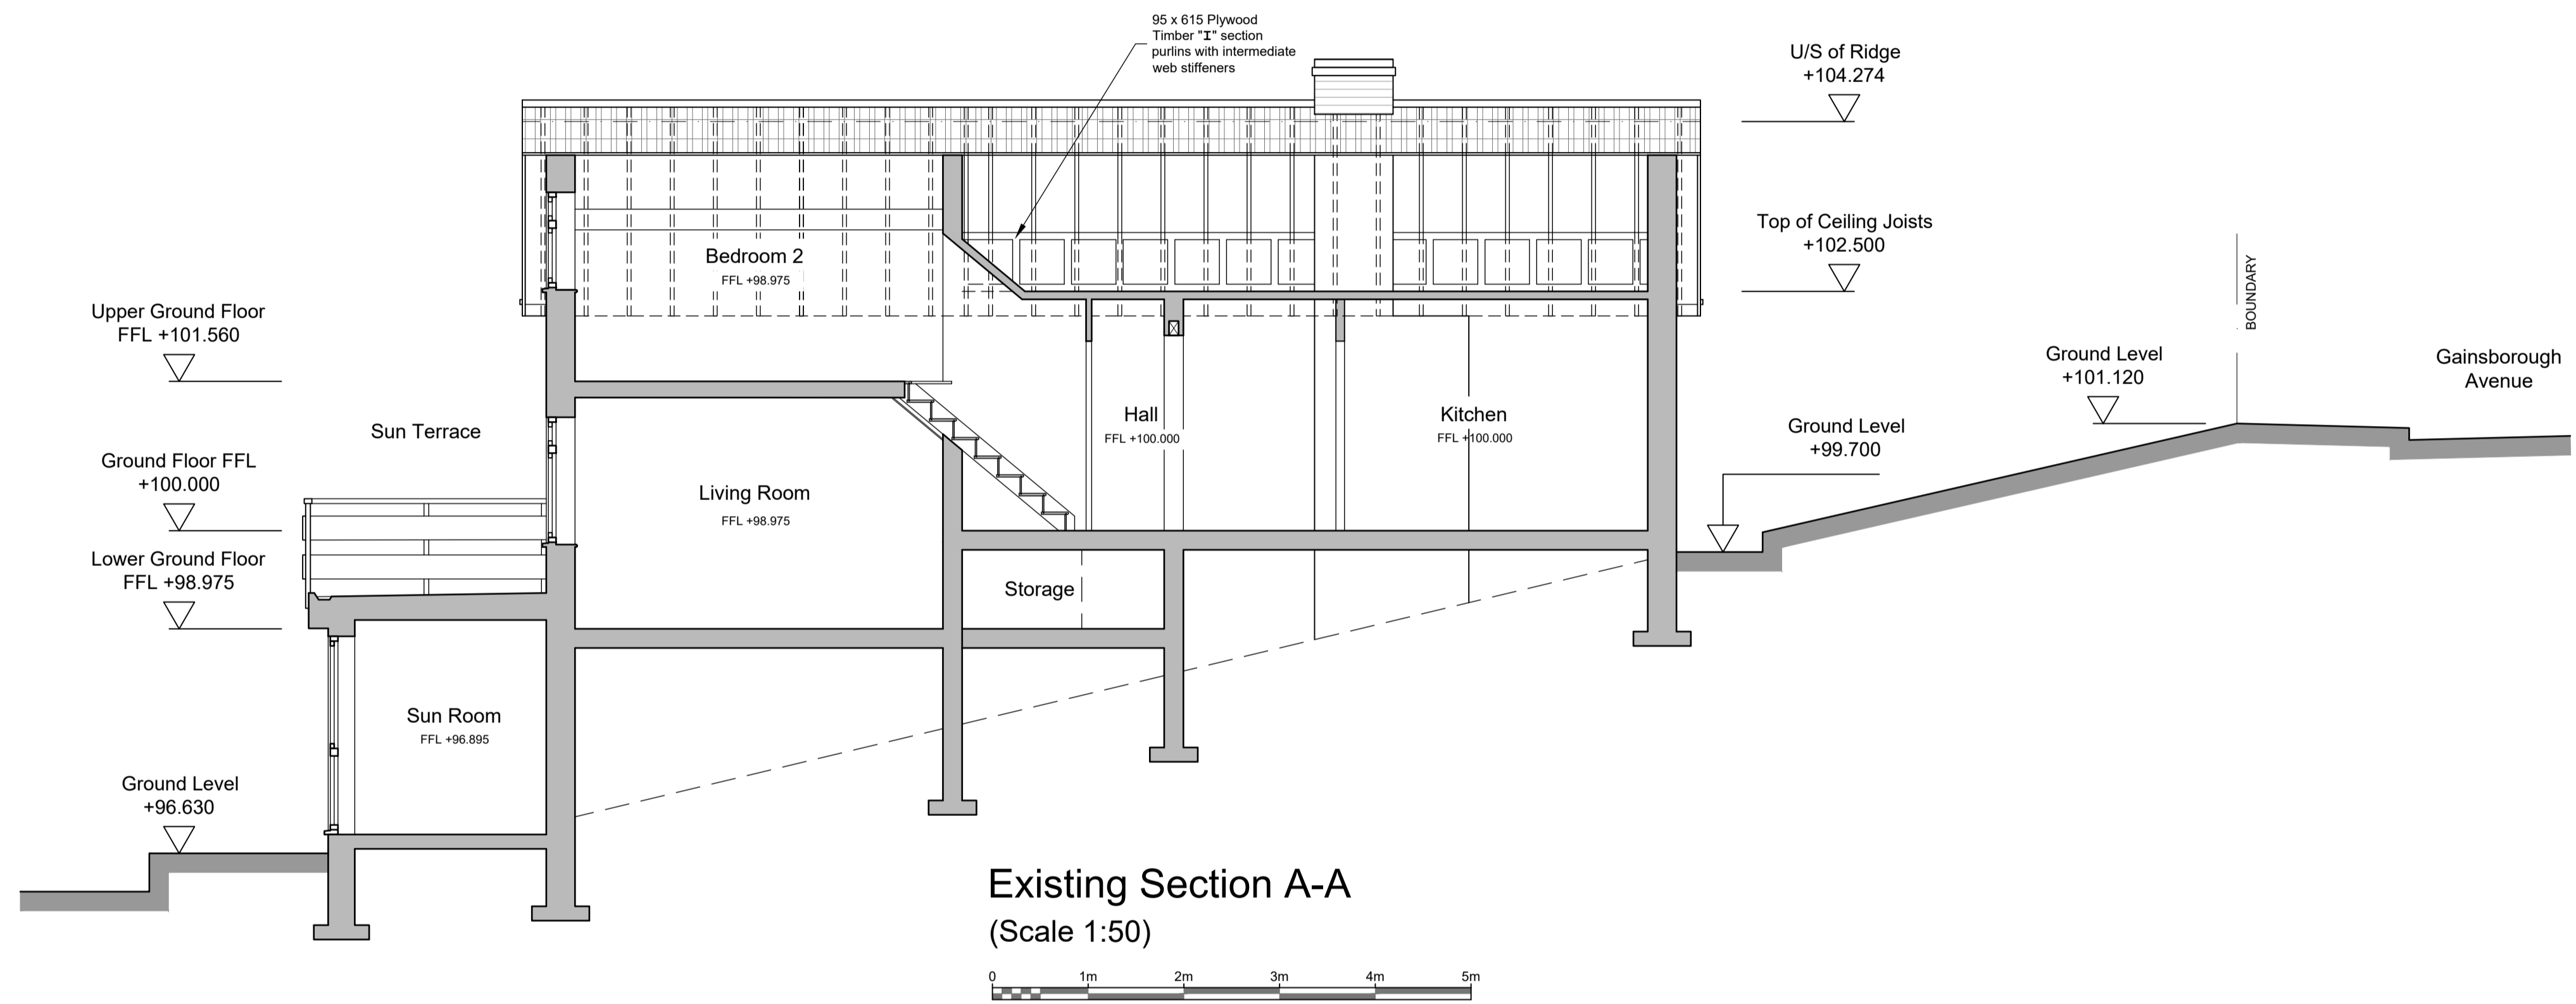 95 x 615 Plywood
Timber "I" section
purlins with intermediate
web stiffeners
U/S of Ridge
+104.274
Top of Ceiling Joists
+102.500
BOUNDARY
Bedroom 2
FFL +98.975
Upper Ground Floor
FFL +101.560
Ground Level
+101.120
Gainsborough
Avenue
Sun Terrace
Hall
FFL +100.000
Kitchen
FFL +100.000
Ground Level
+99.700
Ground Floor FFL
+100.000
Living Room
FFL +98.975
Lower Ground Floor
FFL +98.975
Storage
Sun Room
FFL +96.895
Ground Level
+96.630
Existing Section A-A
(Scale 1:50)
0 1m 2m 3m 4m 5m